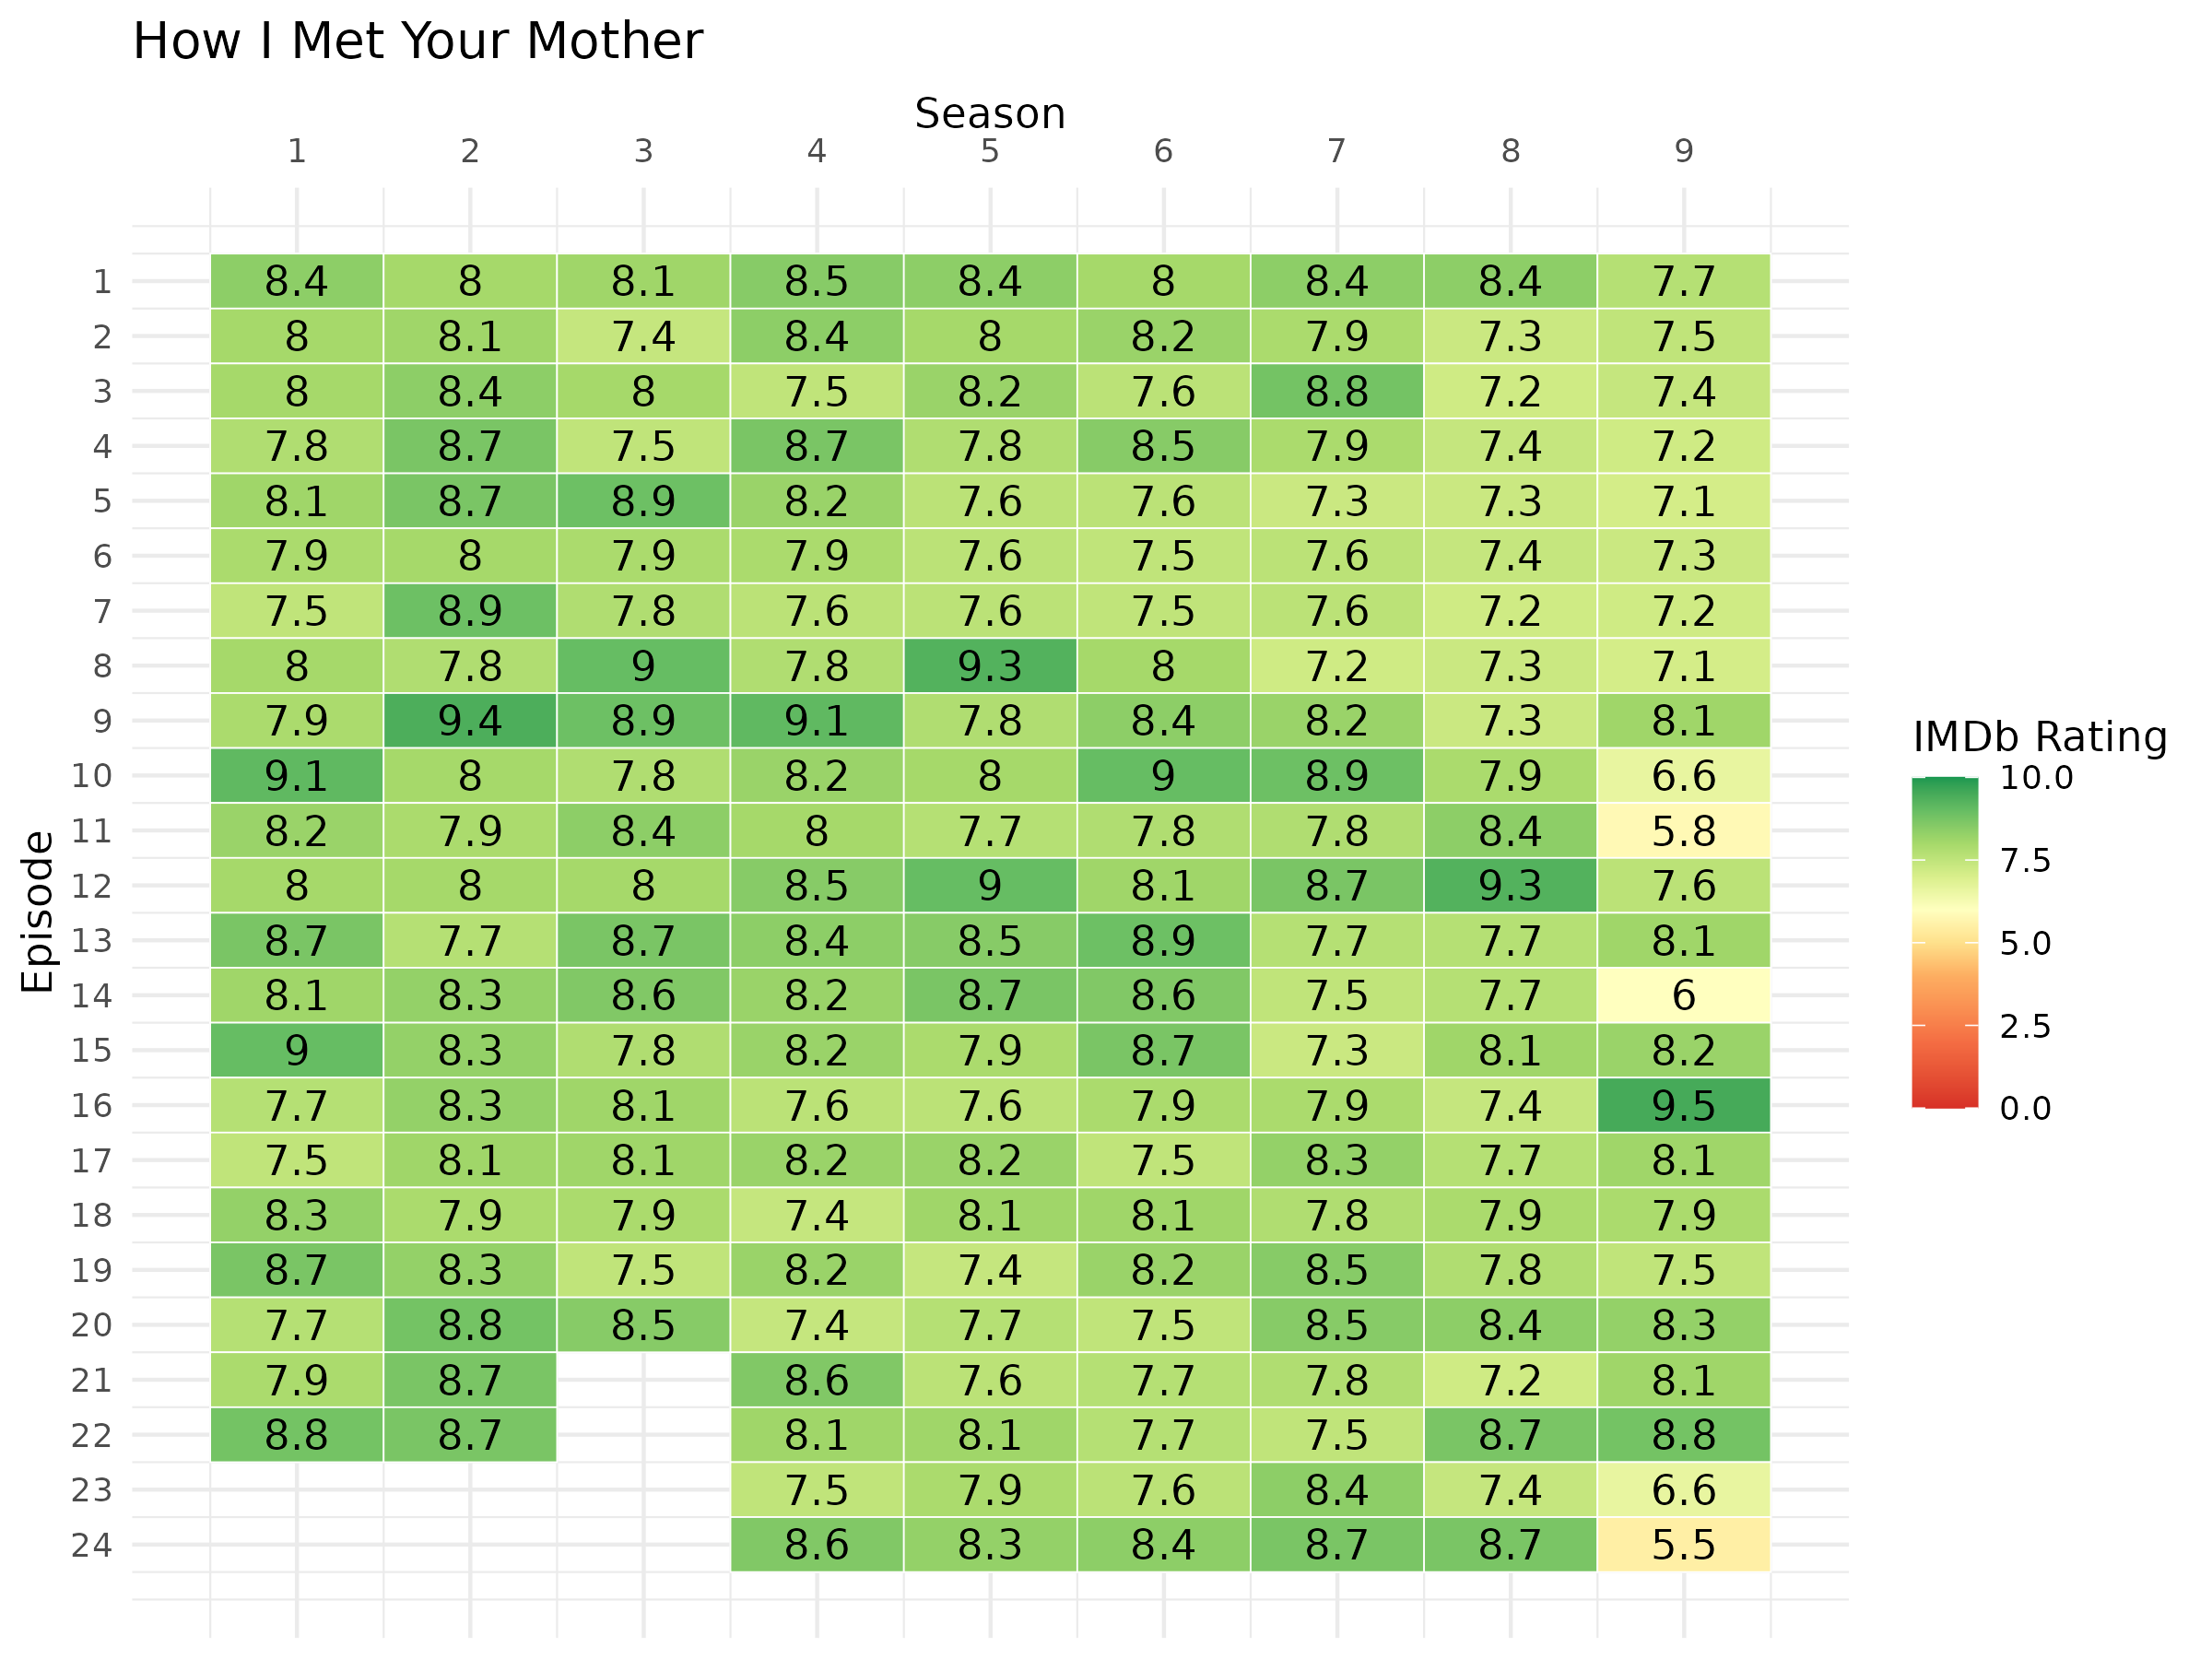 How I Met Your Mother
Season
1 2 3 4 5 6 7 8 9
1 8.4 8 8.1 8.5 8.4 8 8.4 8.4 7.7
2 8 8.1 7.4 8.4 8 8.2 7.9 7.3 7.5
3 8 8.4 8 7.5 8.2 7.6 8.8 7.2 7.4
4 7.8 8.7 7.5 8.7 7.8 8.5 7.9 7.4 7.2
5 8.1 8.7 8.9 8.2 7.6 7.6 7.3 7.3 7.1
6 7.9 8 7.9 7.9 7.6 7.5 7.6 7.4 7.3
7 7.5 8.9 7.8 7.6 7.6 7.5 7.6 7.2 7.2
8 8 7.8 9 7.8 9.3 8 7.2 7.3 7.1
9 7.9 9.4 8.9 9.1 7.8 8.4 8.2 7.3 8.1
10 9.1 8 7.8 8.2 8 9 8.9 7.9 6.6
11 8.2 7.9 8.4 8 7.7 7.8 7.8 8.4 5.8
12 8 8 8 8.5 9 8.1 8.7 9.3 7.6
13 8.7 7.7 8.7 8.4 8.5 8.9 7.7 7.7 8.1
14 8.1 8.3 8.6 8.2 8.7 8.6 7.5 7.7 6
15 9 8.3 7.8 8.2 7.9 8.7 7.3 8.1 8.2
16 7.7 8.3 8.1 7.6 7.6 7.9 7.9 7.4 9.5
17 7.5 8.1 8.1 8.2 8.2 7.5 8.3 7.7 8.1
18 8.3 7.9 7.9 7.4 8.1 8.1 7.8 7.9 7.9
19 8.7 8.3 7.5 8.2 7.4 8.2 8.5 7.8 7.5
20 7.7 8.8 8.5 7.4 7.7 7.5 8.5 8.4 8.3
21 7.9 8.7 8.6 7.6 7.7 7.8 7.2 8.1
22 8.8 8.7 8.1 8.1 7.7 7.5 8.7 8.8
23 7.5 7.9 7.6 8.4 7.4 6.6
24 8.6 8.3 8.4 8.7 8.7 5.5
Episode
IMDb Rating
10.0
7.5
5.0
2.5
0.0